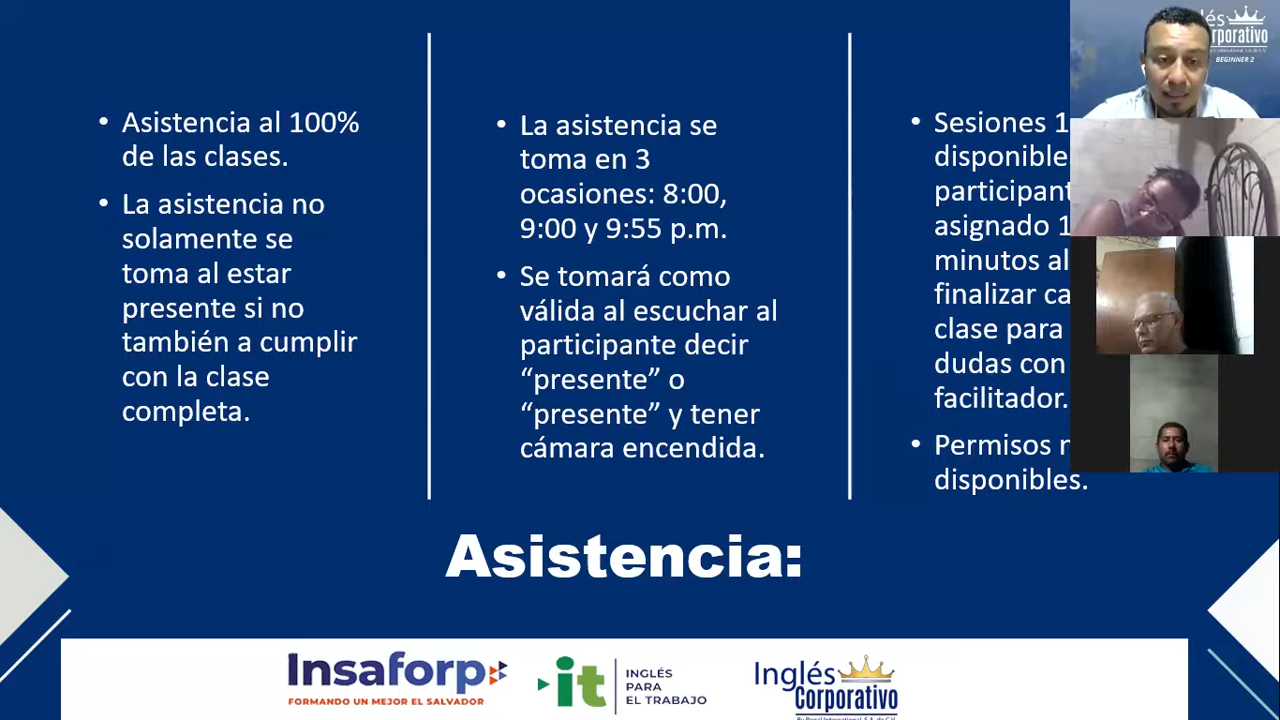 • Asistencia al 100%
de las clases.
• La asistencia no
solamente se
toma al estar
presente si no
también a cumplir
con la clase
completa.
• La asistencia se
toma en 3
ocasiones: 8:00,
9:00 y 9:55 p.m.
• Se tomará como
válida al escuchar al
participante decir
“presente” o
“presente” y tener
cámara encendida.
• Sesiones 1
disponible
participant
asignado 1
minutos al
finalizar ca
clase para
dudas con
facilitador.
• Permisos n
disponibles.
Asistencia:
Insaforp
FORMANDO UN MEJOR EL SALVADOR
it
INGLÉS
PARA
EL TRABAJO
Inglés
Corporativo
lés
orporativo
BEGINNER 2